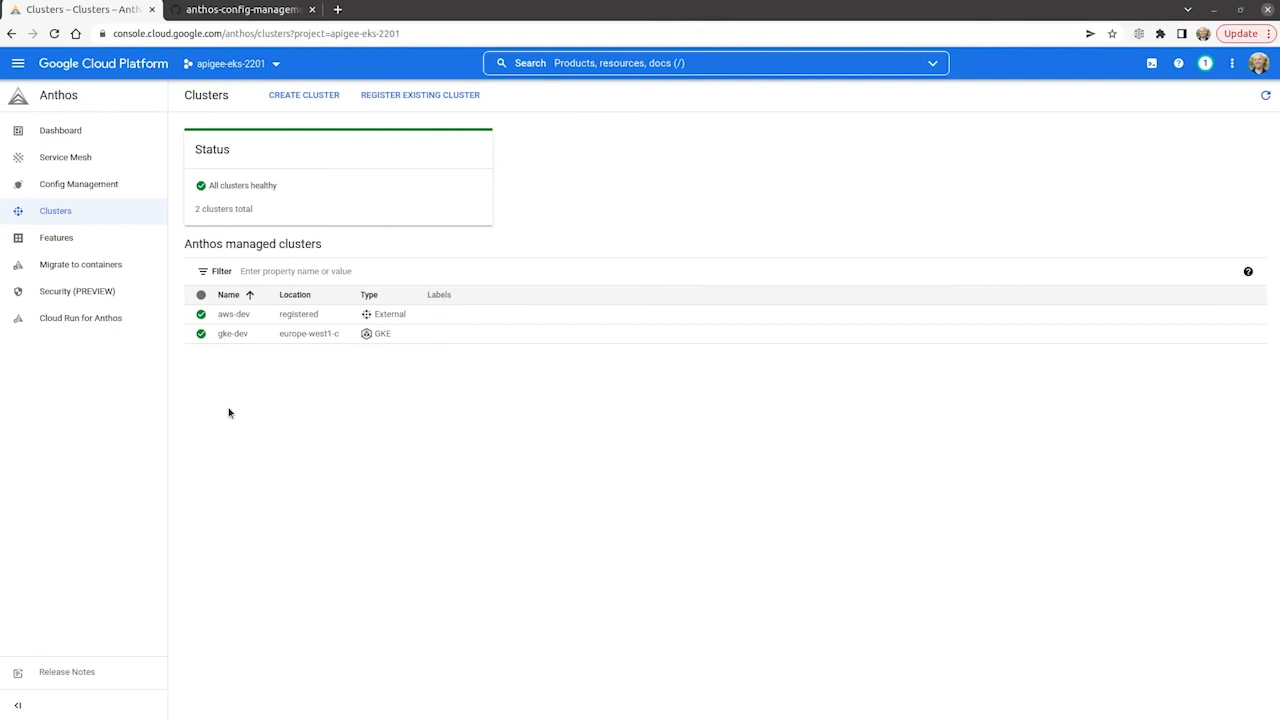 Clusters – Clusters – Anth
anthos-config-managem
console.cloud.google.com/anthos/clusters?project=apigee-eks-2201
Update
Google Cloud Platform
apigee-eks-2201
Search Products, resources, docs (/)
1
Anthos
Clusters
CREATE CLUSTER
REGISTER EXISTING CLUSTER
Dashboard
Service Mesh
Config Management
Clusters
Features
Migrate to containers
Security (PREVIEW)
Cloud Run for Anthos
Release Notes
Status
All clusters healthy
2 clusters total
Anthos managed clusters
Filter Enter property name or value
Name Location Type Labels
aws-dev registered External
gke-dev europe-west1-c GKE